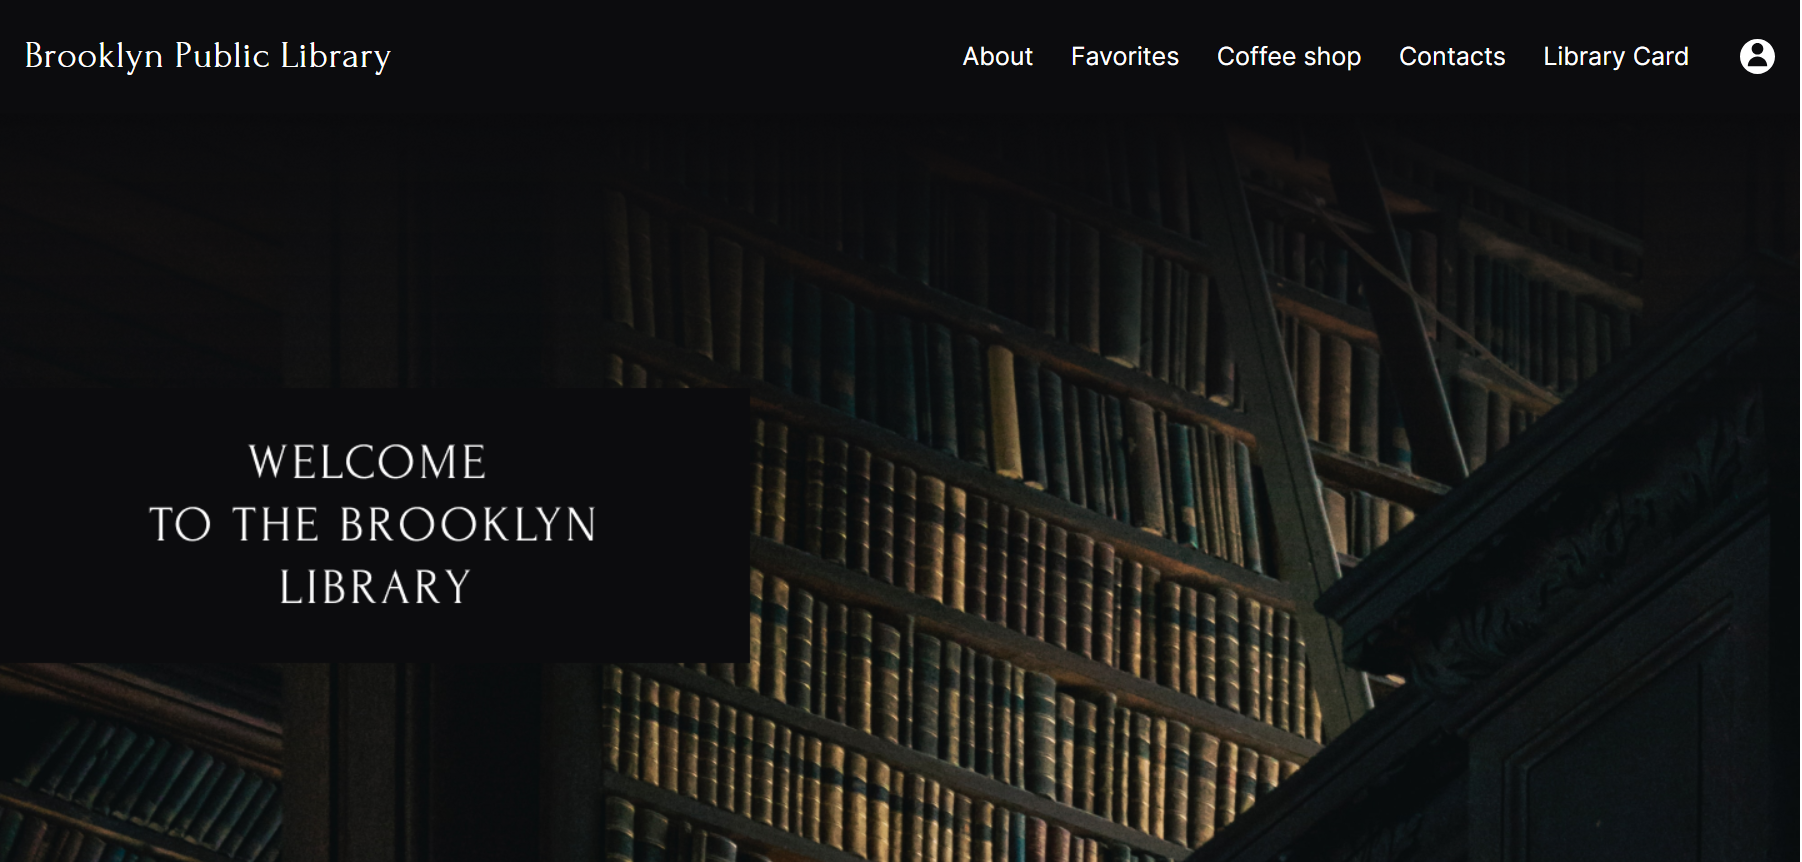 Brooklyn Public Library
About Favorites Coffee shop Contacts Library Card
WELCOME
TO THE BROOKLYN
LIBRARY